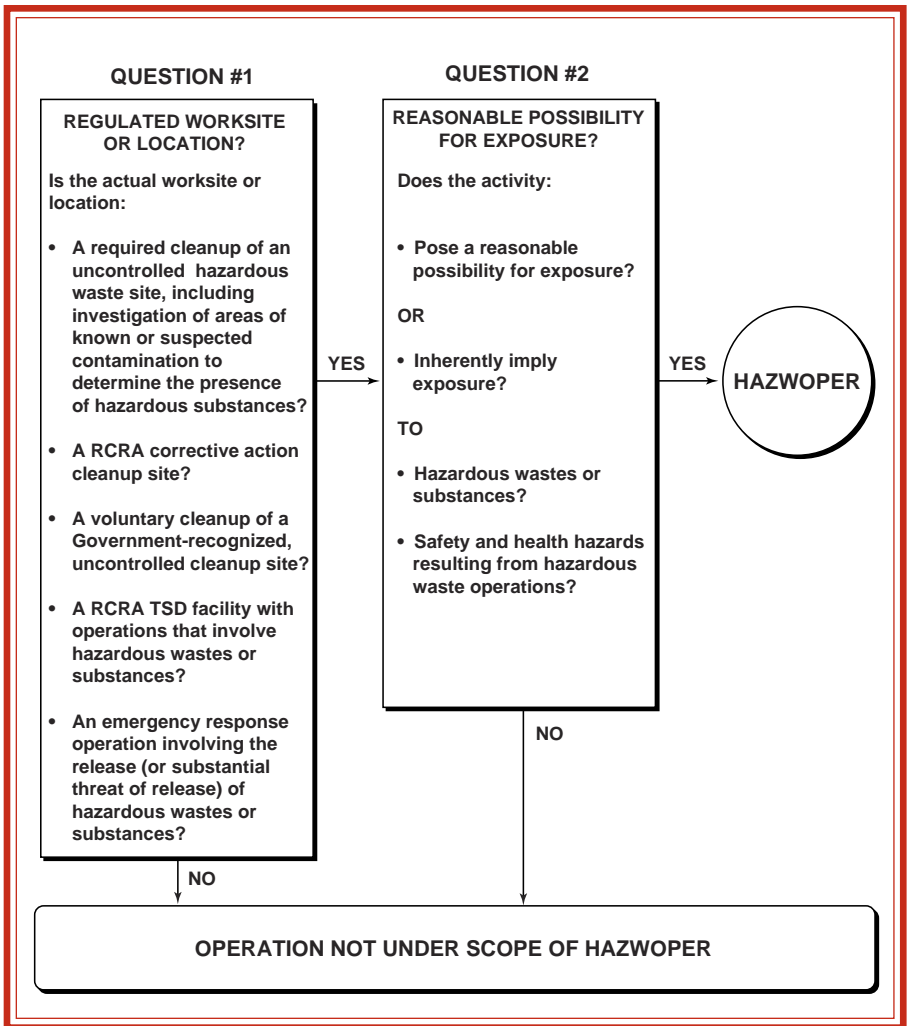 QUESTION #1
REGULATED WORKSITE
OR LOCATION?
Is the actual worksite or
location:
• A required cleanup of an
uncontrolled hazardous
waste site, including
investigation of areas of
known or suspected
contamination to
determine the presence
of hazardous substances?
• A RCRA corrective action
cleanup site?
• A voluntary cleanup of a
Government-recognized,
uncontrolled cleanup site?
• A RCRA TSD facility with
operations that involve
hazardous wastes or
substances?
• An emergency response
operation involving the
release (or substantial
threat of release) of
hazardous wastes or
substances?
YES
NO
QUESTION #2
REASONABLE POSSIBILITY
FOR EXPOSURE?
Does the activity:
• Pose a reasonable
possibility for exposure?
OR
• Inherently imply
exposure?
TO
• Hazardous wastes or
substances?
• Safety and health hazards
resulting from hazardous
waste operations?
YES
NO
HAZWOPER
OPERATION NOT UNDER SCOPE OF HAZWOPER